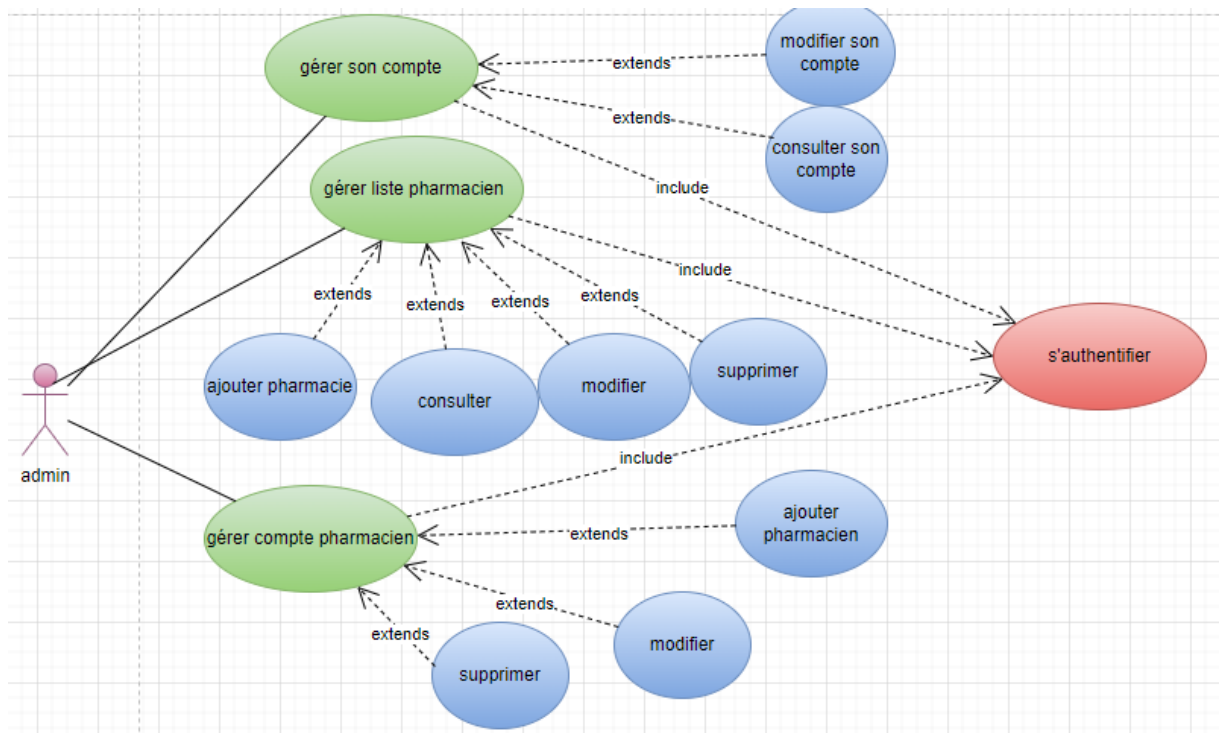 modifier son
compte
gérer son compte
extends
extends
consulter son
compte
gérer liste pharmacien
include
include
extends
extends
extends
extends
s'authentifier
ajouter pharmacie
consulter
modifier
supprimer
admin
include
ajouter
pharmacien
gérer compte pharmacien
extends
extends
extends
modifier
supprimer